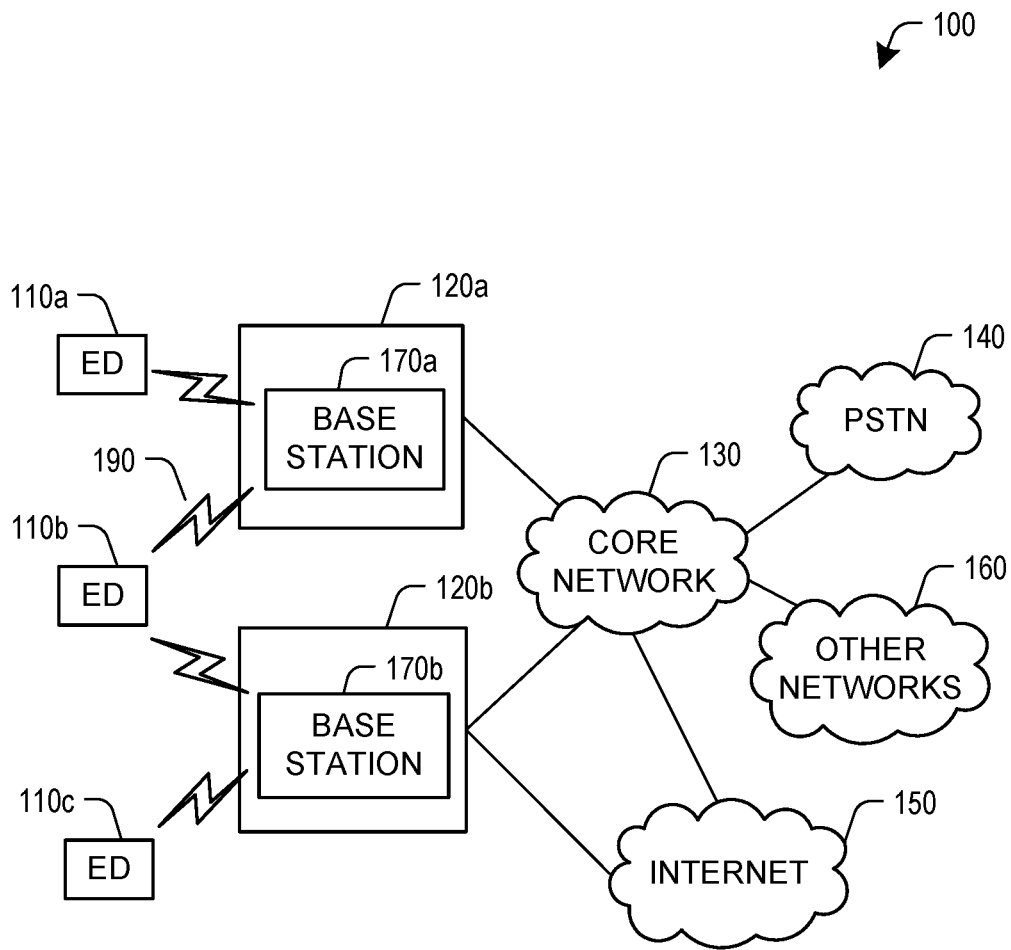 100
110a
ED
120a
170a
BASE
STATION
140
PSTN
190
130
CORE
NETWORK
110b
ED
120b
170b
BASE
STATION
160
OTHER
NETWORKS
110c
ED
150
INTERNET